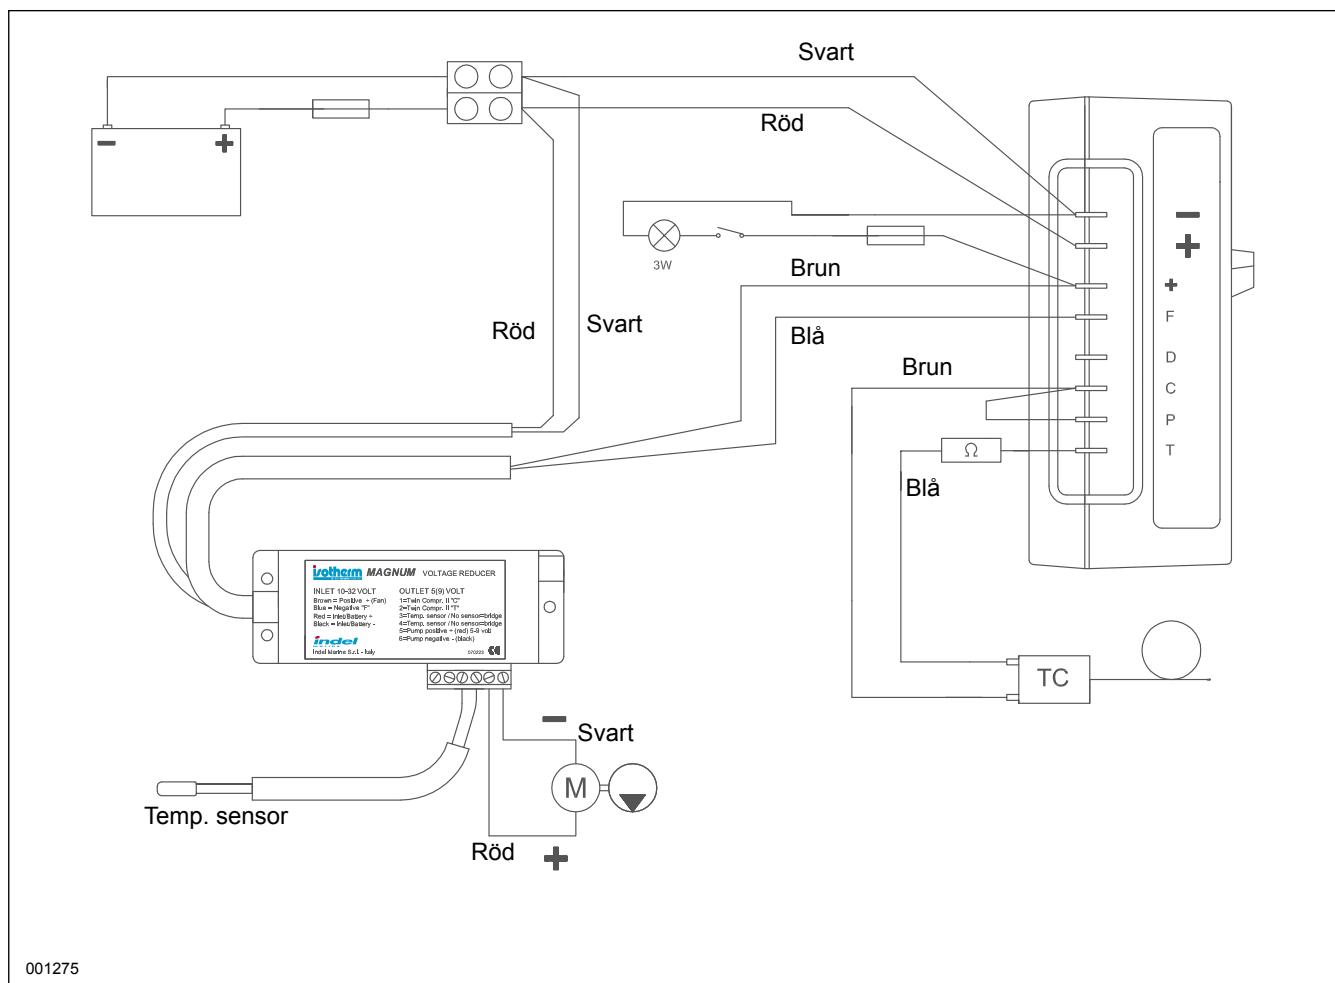 Svart
Röd
3W
Brun
F
Röd
Svart
Blå
D
Brun
C
P
Ω
T
Blå
isotherm MAGNUM VOLTAGE REDUCER
INLET 10-32 VOLT
Brown = Positive + (Fan)
Blue = Negative "F"
Red = Inlet/Battery +
Black = Inlet/Battery -
OUTLET 5(9) VOLT
1=Twin Compr. II "C"
2=Twin Compr. II "T"
3=Temp. sensor / No sensor=bridge
4=Temp. sensor / No sensor=bridge
5=Pump positive + (red) 5-9 volt
6=Pump negative - (black)
indel
Indel Marine S.r.l. - Italy
070223 CE
TC
Svart
M
Temp. sensor
Röd
001275